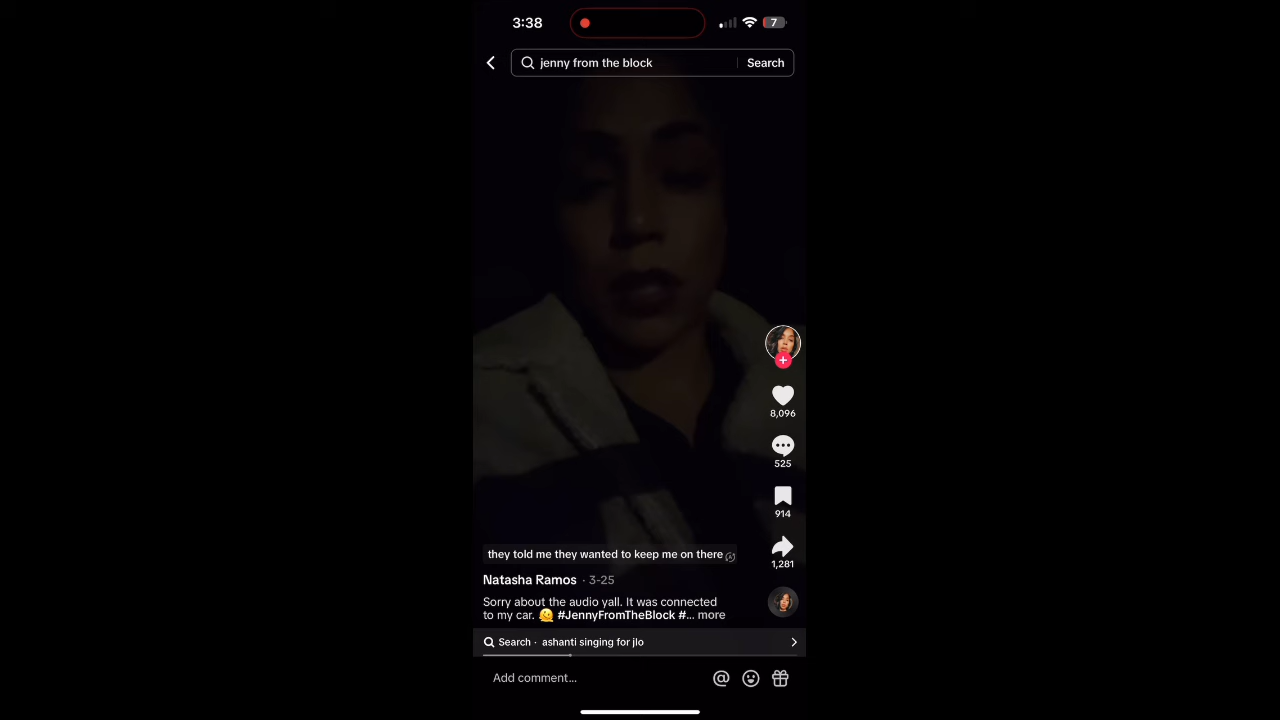 3:38
7
jenny from the block
Search
8,096
525
914
they told me they wanted to keep me on there
1,281
Natasha Ramos · 3-25
Sorry about the audio yall. It was connected
to my car. 🫠 #JennyFromTheBlock #... more
Search · ashanti singing for jlo
Add comment...